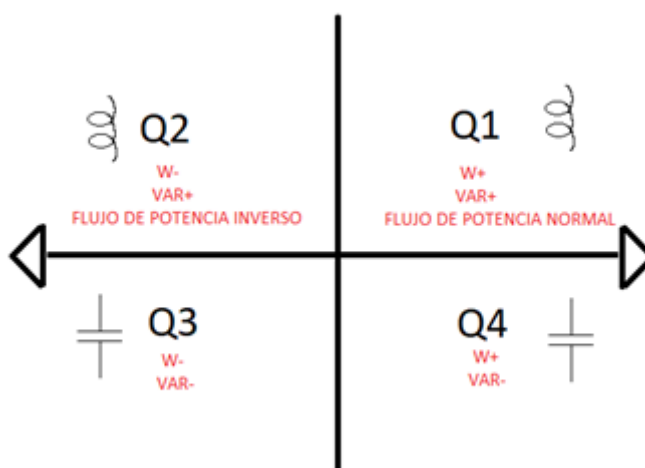 Q2
W-
VAR+
FLUJO DE POTENCIA INVERSO
Q1
W+
VAR+
FLUJO DE POTENCIA NORMAL
Q3
W-
VAR-
Q4
W+
VAR-